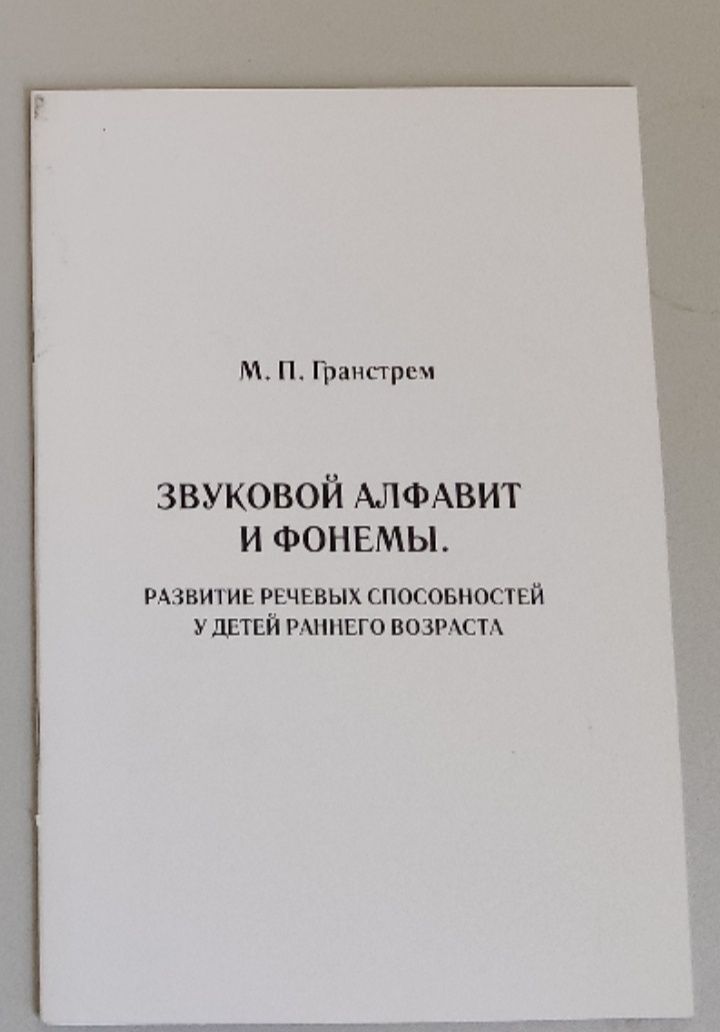 М. П. Гранстрем
ЗВУКОВОЙ АЛФАВИТ
И ФОНЕМЫ.
РАЗВИТИЕ РЕЧЕВЫХ СПОСОБНОСТЕЙ
У ДЕТЕЙ РАННЕГО ВОЗРАСТА